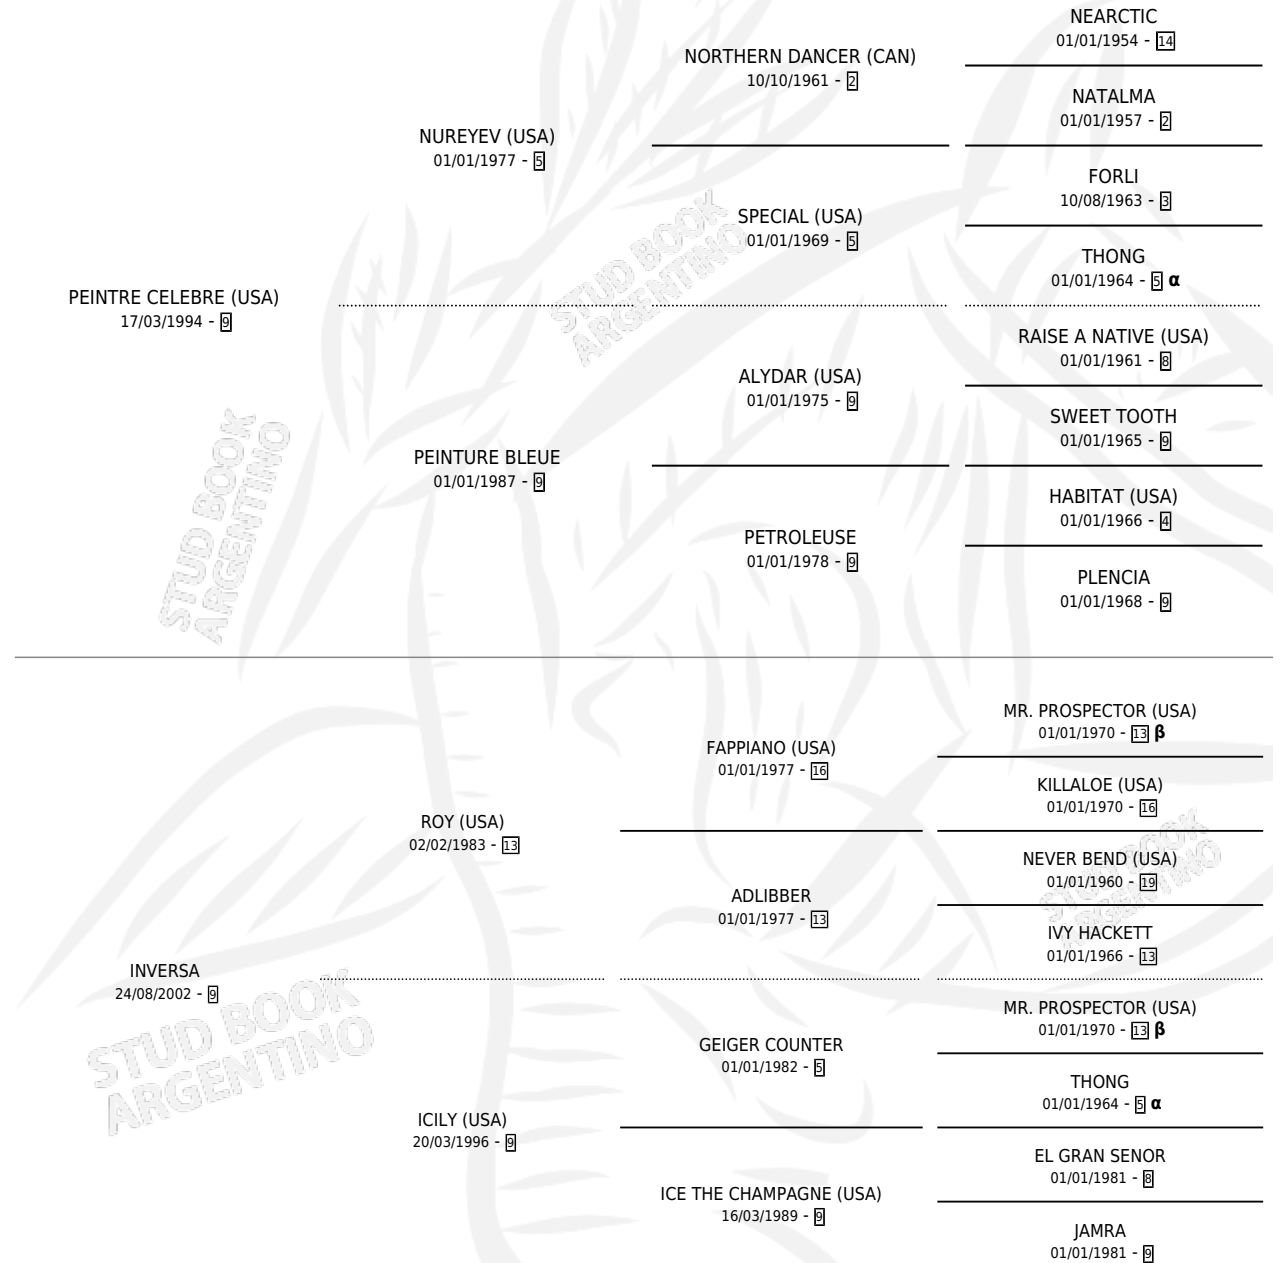 NEARCTIC
01/01/1954 - 14
NORTHERN DANCER (CAN)
10/10/1961 - 2
NATALMA
01/01/1957 - 2
NUREYEV (USA)
01/01/1977 - 5
FORLI
10/08/1963 - 3
SPECIAL (USA)
01/01/1969 - 5
THONG
01/01/1964 - 5 α
PEINTRE CELEBRE (USA)
17/03/1994 - 9
RAISE A NATIVE (USA)
01/01/1961 - 8
ALYDAR (USA)
01/01/1975 - 9
SWEET TOOTH
01/01/1965 - 9
PEINTURE BLEUE
01/01/1987 - 9
HABITAT (USA)
01/01/1966 - 4
PETROLEUSE
01/01/1978 - 9
PLENCIA
01/01/1968 - 9
MR. PROSPECTOR (USA)
01/01/1970 - 13 β
FAPPIANO (USA)
01/01/1977 - 16
KILLALOE (USA)
01/01/1970 - 16
ROY (USA)
02/02/1983 - 13
NEVER BEND (USA)
01/01/1960 - 19
ADLIBBER
01/01/1977 - 13
IVY HACKETT
01/01/1966 - 13
INVERSA
24/08/2002 - 9
MR. PROSPECTOR (USA)
01/01/1970 - 13 β
GEIGER COUNTER
01/01/1982 - 5
THONG
01/01/1964 - 5 α
ICILY (USA)
20/03/1996 - 9
EL GRAN SENOR
01/01/1981 - 8
ICE THE CHAMPAGNE (USA)
16/03/1989 - 9
JAMRA
01/01/1981 - 9
STUD BOOK
ARGENTINO
STUD BOOK
ARGENTINO
STUD BOOK
ARGENTINO
STUD BOOK
ARGENTINO